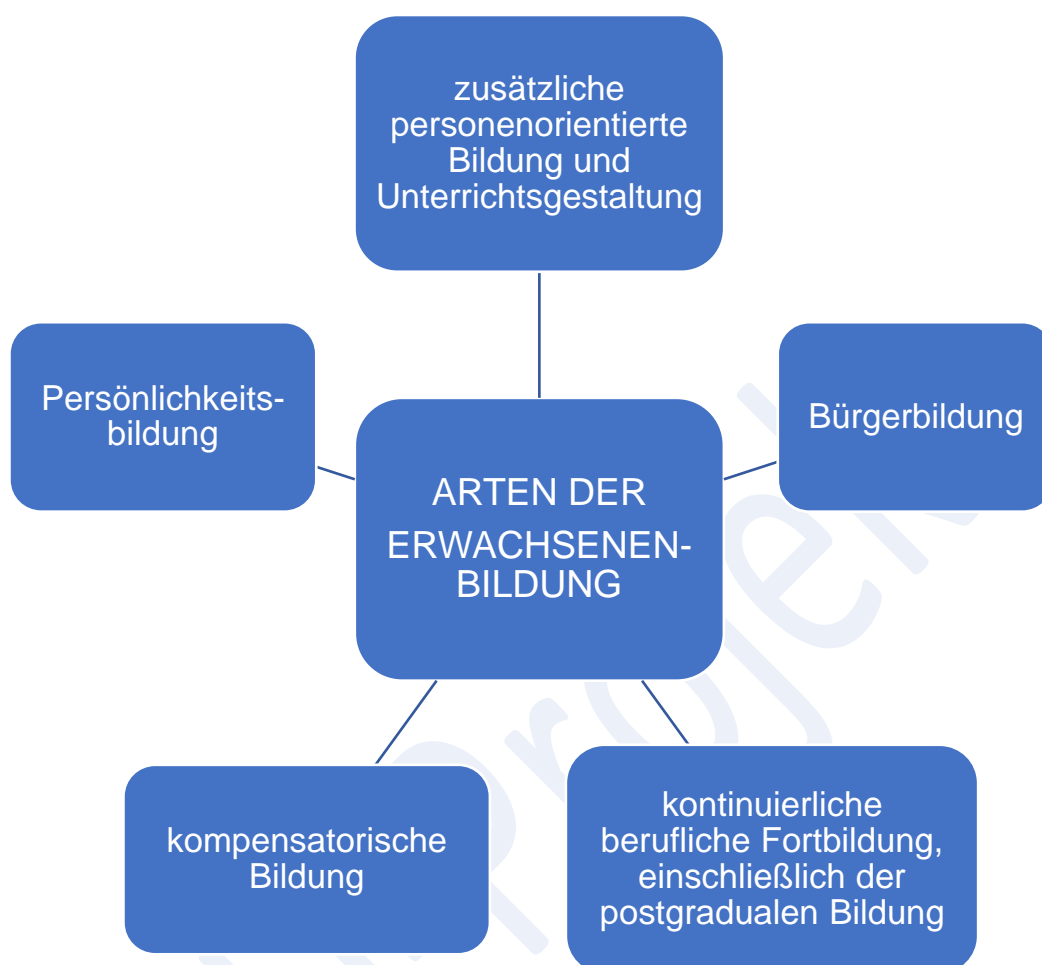 zusätzliche
personenorientierte
Bildung und
Unterrichtsgestaltung
Persönlichkeits-
bildung
Bürgerbildung
ARTEN DER
ERWACHSENEN-
BILDUNG
kompensatorische
Bildung
kontinuierliche
berufliche Fortbildung,
einschließlich der
postgradualen Bildung